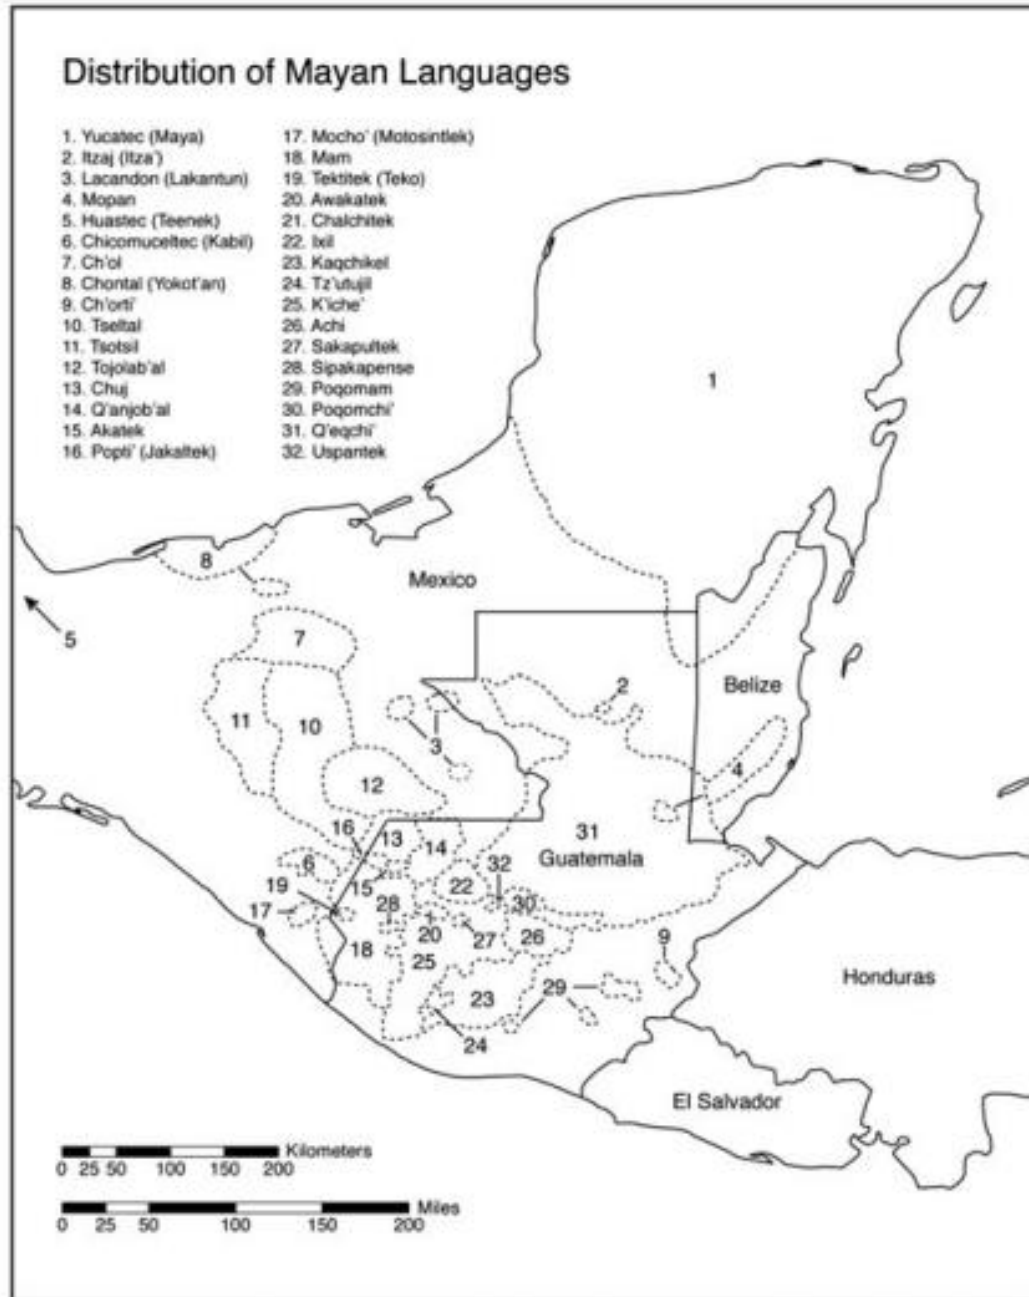 Distribution of Mayan Languages
1. Yucatec (Maya)
2. Itzaj (Itza')
3. Lacandon (Lakantun)
4. Mopan
5. Huastec (Teenek)
6. Chicomuceltec (Kabil)
7. Ch'ol
8. Chontal (Yokot'an)
9. Ch'orti'
10. Tseltal
11. Tsotsil
12. Tojolab'al
13. Chuj
14. Q'anjob'al
15. Akatek
16. Popti' (Jakaltek)
17. Mocho' (Motosintlek)
18. Mam
19. Tektitek (Teko)
20. Awakatek
21. Chalchitek
22. Ixil
23. Kaqchikel
24. Tz'utujil
25. K'iche'
26. Achi
27. Sakapultek
28. Sipakapense
29. Poqomam
30. Poqomchi'
31. Q'eqchi'
32. Uspantek
1
8
Mexico
5
7
2
Belize
11
10
3
4
12
31
16
13
14
Guatemala
32
6
22
15
19
30
17
28
20
27
26
9
18
25
23
29
Honduras
24
El Salvador
Kilometers
0 25 50 100 150 200
Miles
0 25 50 100 150 200